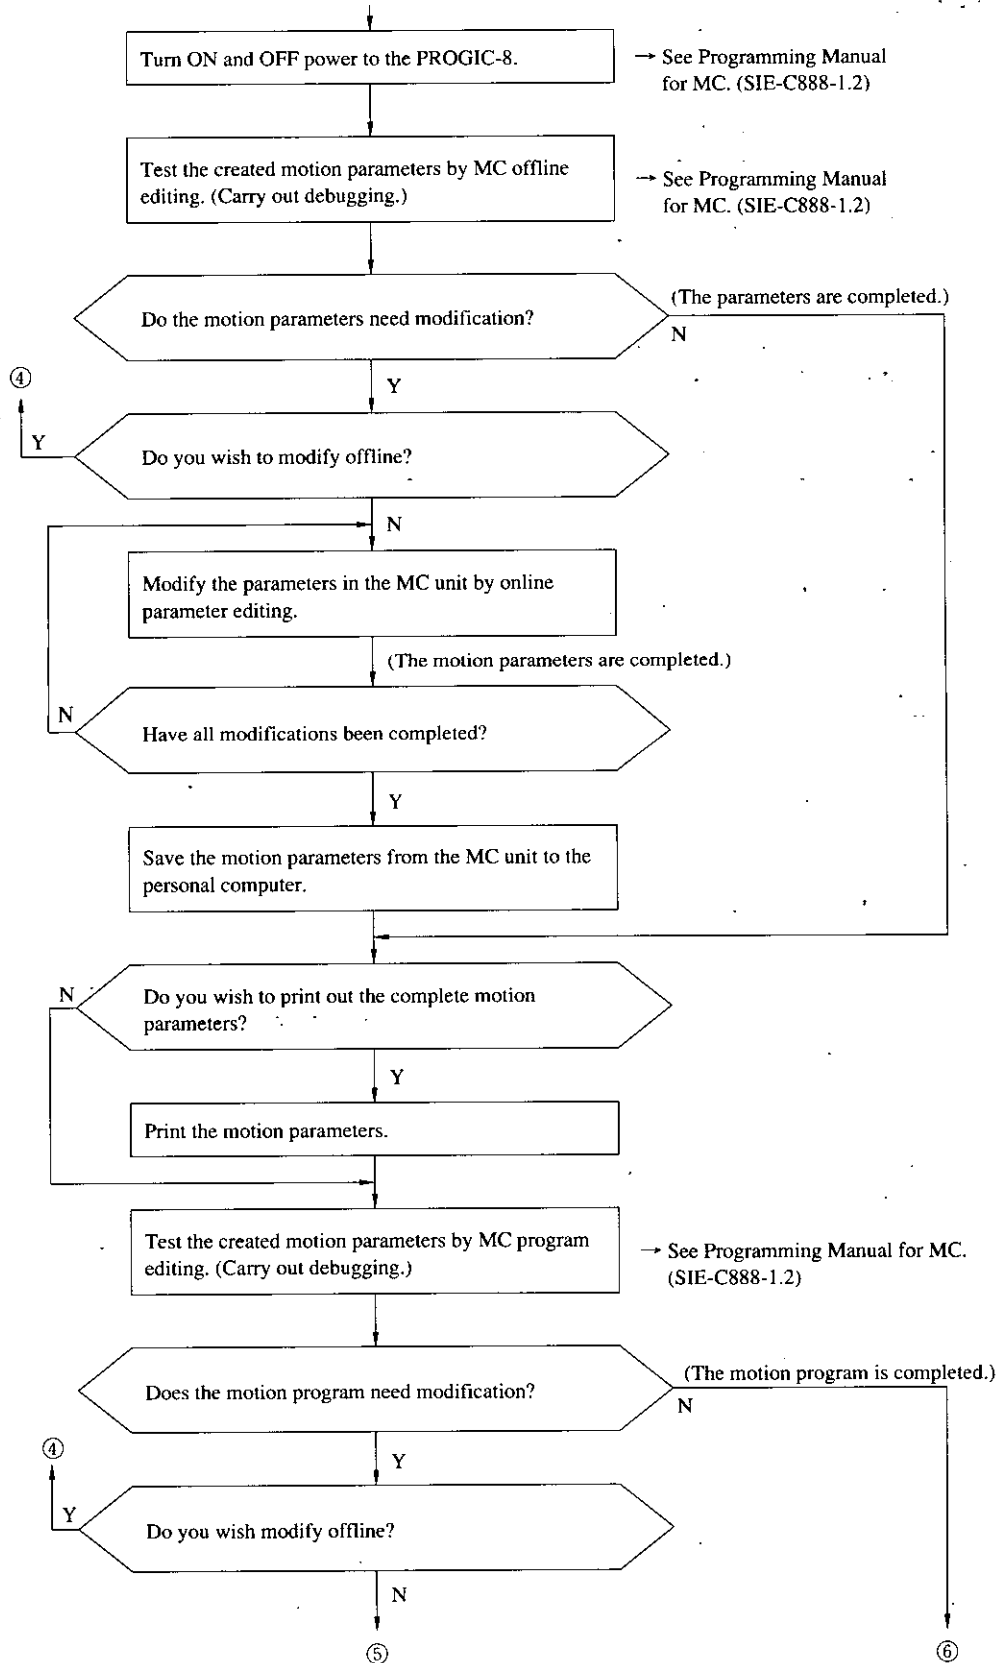 Turn ON and OFF power to the PROGIC-8.
→ See Programming Manual
for MC. (SIE-C888-1.2)
Test the created motion parameters by MC offline
editing. (Carry out debugging.)
→ See Programming Manual
for MC. (SIE-C888-1.2)
(The parameters are completed.)
Do the motion parameters need modification?
N
Y
④
Y
Do you wish to modify offline?
N
Modify the parameters in the MC unit by online
parameter editing.
(The motion parameters are completed.)
N
Have all modifications been completed?
Y
Save the motion parameters from the MC unit to the
personal computer.
N
Do you wish to print out the complete motion
parameters?
Y
Print the motion parameters.
Test the created motion parameters by MC program
editing. (Carry out debugging.)
→ See Programming Manual for MC.
(SIE-C888-1.2)
(The motion program is completed.)
Does the motion program need modification?
N
Y
④
Y
Do you wish modify offline?
N
⑤
⑥